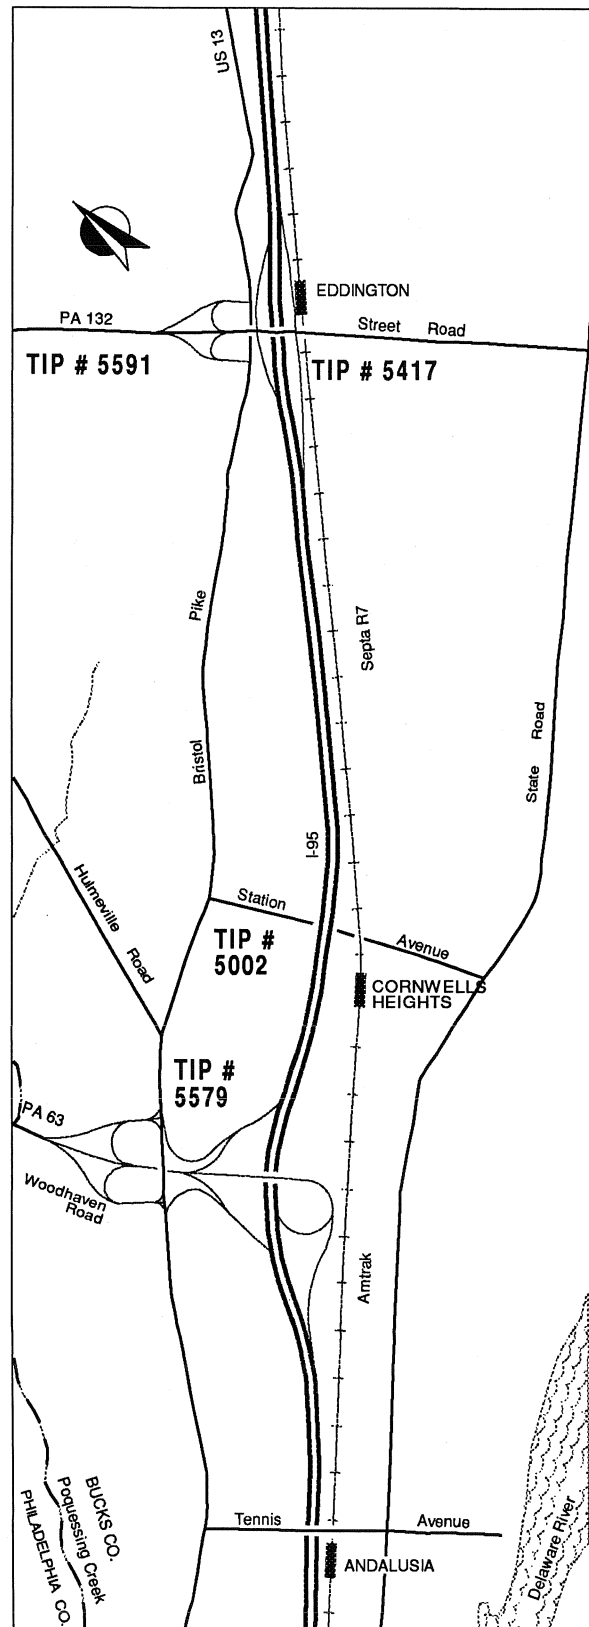 US 13
EDDINGTON
PA 132
Street Road
TIP # 5591
TIP # 5417
Pike
Septa R7
State Road
Bristol
I-95
Hulmeville Road
Station Avenue
TIP #
5002
CORNWELLS
HEIGHTS
TIP #
5579
PA 63
Woodhaven
Road
Amtrak
BUCKS CO.
Poquessing Creek
PHILADELPHIA CO.
Tennis Avenue
ANDALUSIA
Delaware River